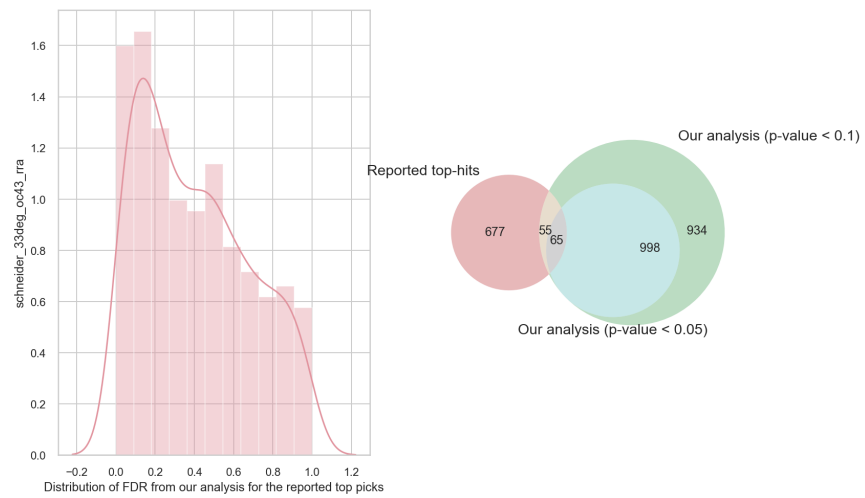 1.6
1.4
1.2
1.0
0.8
0.6
0.4
0.2
0.0
schneider_33deg_oc43_rra
−0.2 0.0 0.2 0.4 0.6 0.8 1.0 1.2
Distribution of FDR from our analysis for the reported top picks
Our analysis (p-value < 0.1)
Reported top-hits
677
55
65
998
934
Our analysis (p-value < 0.05)